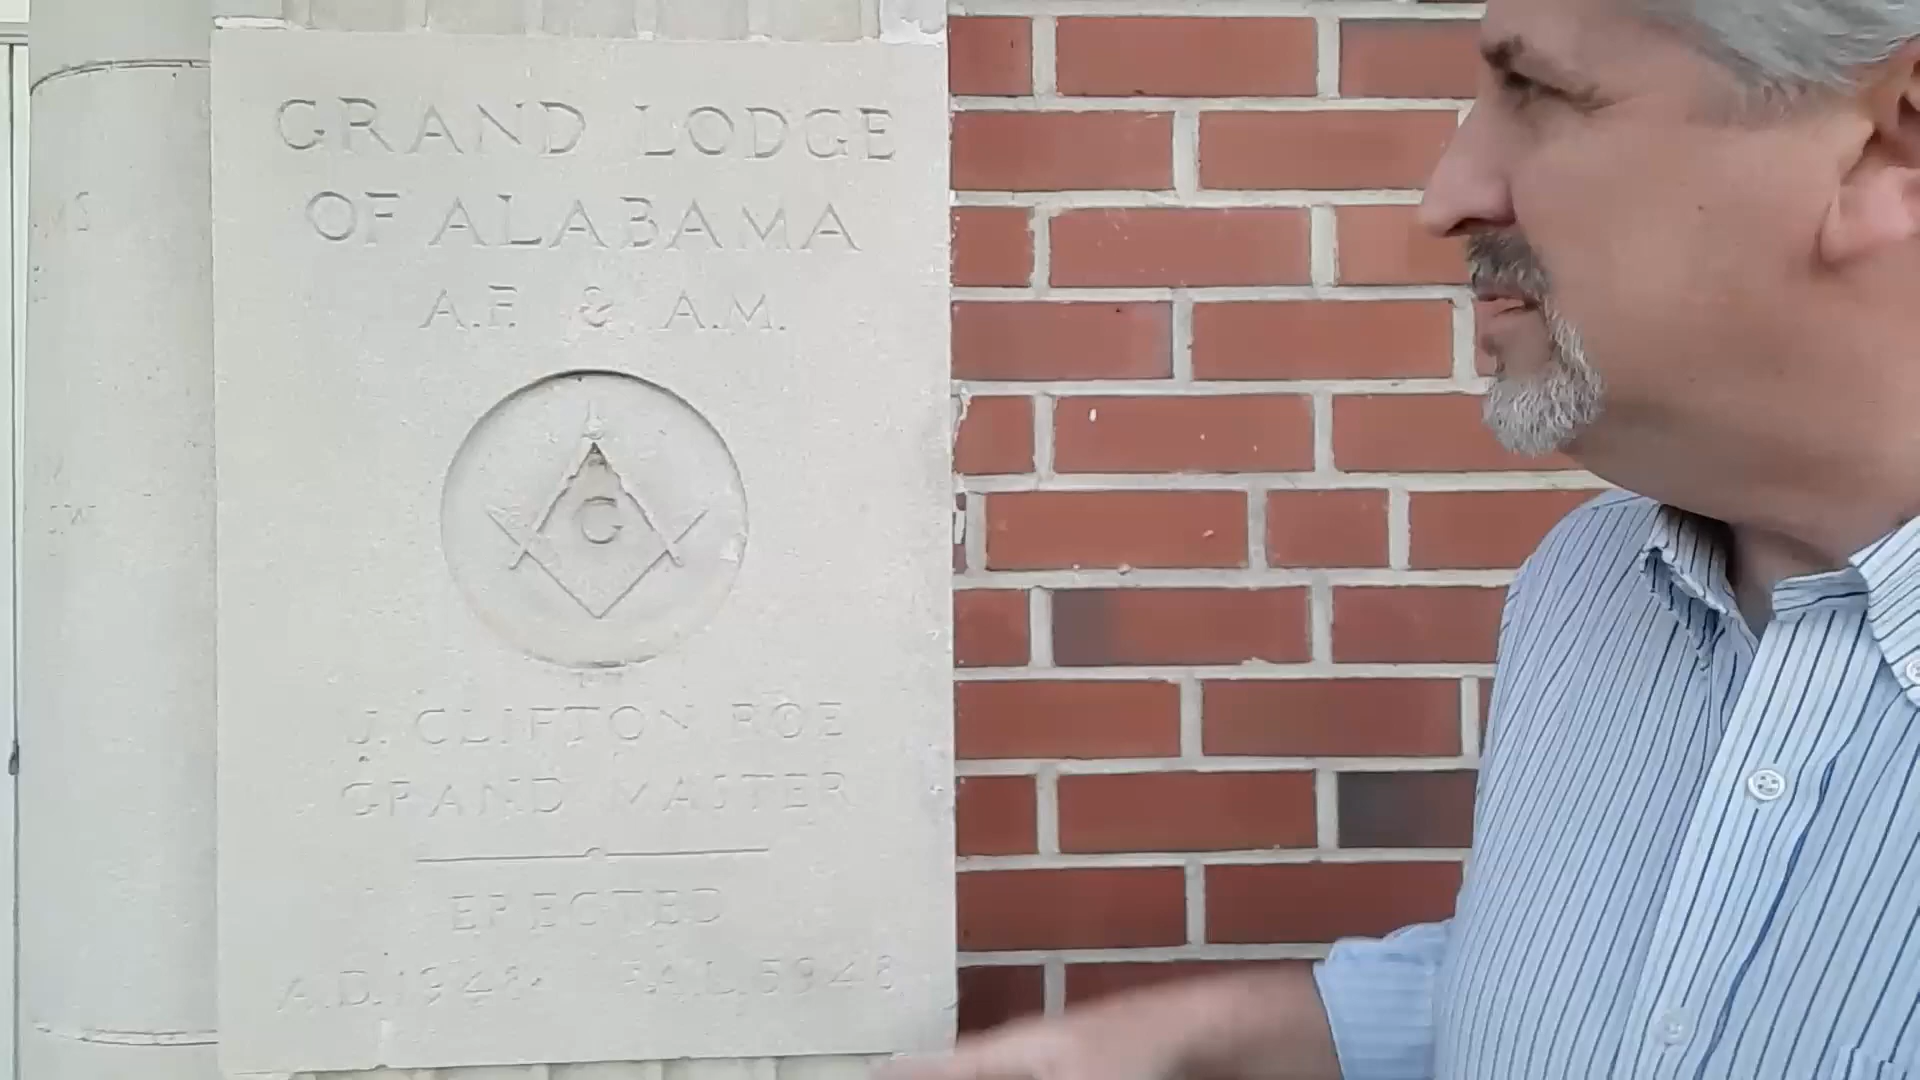 GRAND LODGE
OF ALABAMA
A.F. & A.M.
G
J. CLIFTON ROE
GRAND MASTER
ERECTED
A.D. 1948. A.L. 5948